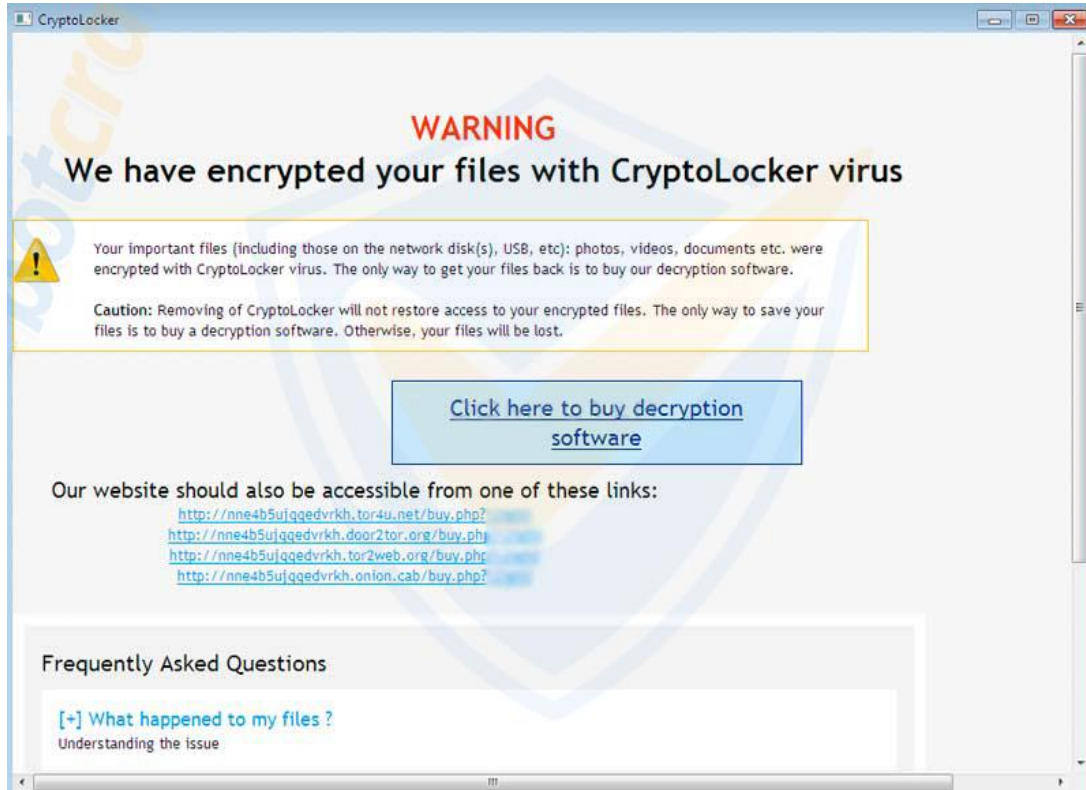 CryptoLocker
WARNING
We have encrypted your files with CryptoLocker virus
Your important files (including those on the network disk(s), USB, etc): photos, videos, documents etc. were
encrypted with CryptoLocker virus. The only way to get your files back is to buy our decryption software.
Caution: Removing of CryptoLocker will not restore access to your encrypted files. The only way to save your
files is to buy a decryption software. Otherwise, your files will be lost.
Click here to buy decryption
software
Our website should also be accessible from one of these links:
http://nne4b5ujqqedvrkh.tor4u.net/buy.php?
http://nne4b5ujqqedvrkh.door2tor.org/buy.ph
http://nne4b5ujqqedvrkh.tor2web.org/buy.php
http://nne4b5ujqqedvrkh.onion.cab/buy.php?
Frequently Asked Questions
[+] What happened to my files ?
Understanding the issue